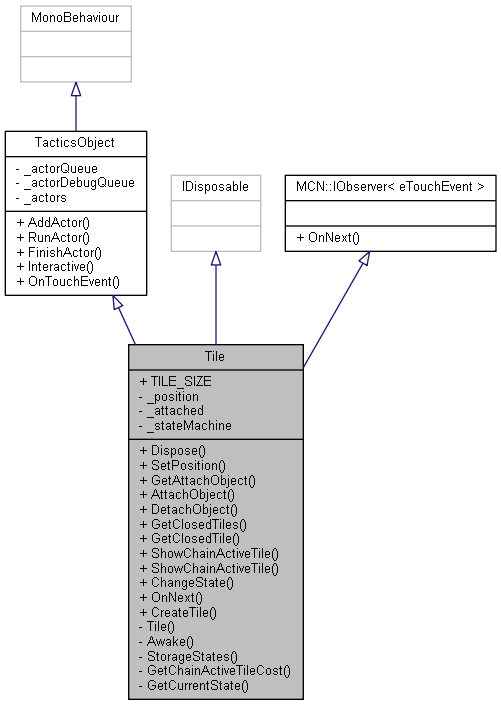 MonoBehaviour
TacticsObject
- _actorQueue
- _actorDebugQueue
- _actors
+ AddActor()
+ RunActor()
+ FinishActor()
+ Interactive()
+ OnTouchEvent()
IDisposable
MCN::IObserver< eTouchEvent >
+ OnNext()
Tile
+ TILE_SIZE
- _position
- _attached
- _stateMachine
+ Dispose()
+ SetPosition()
+ GetAttachObject()
+ AttachObject()
+ DetachObject()
+ GetClosedTiles()
+ GetClosedTile()
+ ShowChainActiveTile()
+ ShowChainActiveTile()
+ ChangeState()
+ OnNext()
+ CreateTile()
- Tile()
- Awake()
- StorageStates()
- GetChainActiveTileCost()
- GetCurrentState()